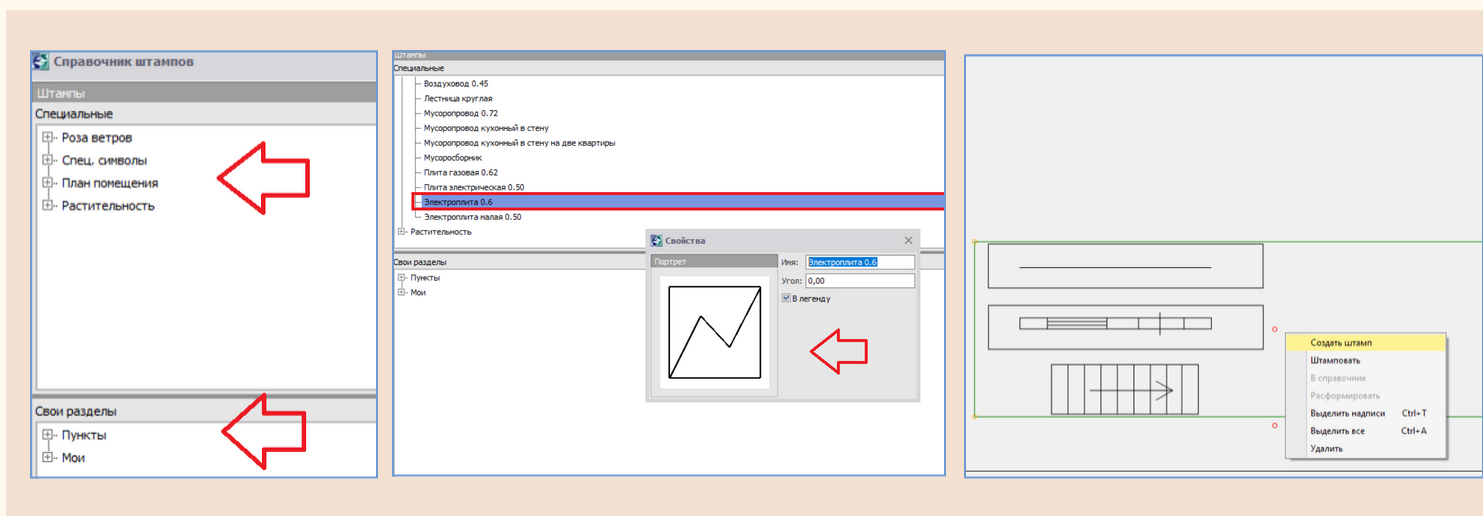 Справочник штампов
Штампы
Специальные
Роза ветров
Спец. символы
План помещения
Растительность
Свои разделы
Пункты
Мои
Штампы
Специальные
Воздуховод 0.45
Лестница круглая
Мусоропровод 0.72
Мусоропровод кухонный в стену
Мусоропровод кухонный в стену на две квартиры
Мусоросборник
Плита газовая 0.62
Плита электрическая 0.50
Электроплита 0.6
Электроплита малая 0.50
Растительность
Свои разделы
Пункты
Мои
Свойства
Портрет
Имя: Электроплита 0.6
Угол: 0,00
В легенду
Создать штамп
Штамповать
В справочник
Расформировать
Выделить надписи Ctrl+T
Выделить все Ctrl+A
Удалить